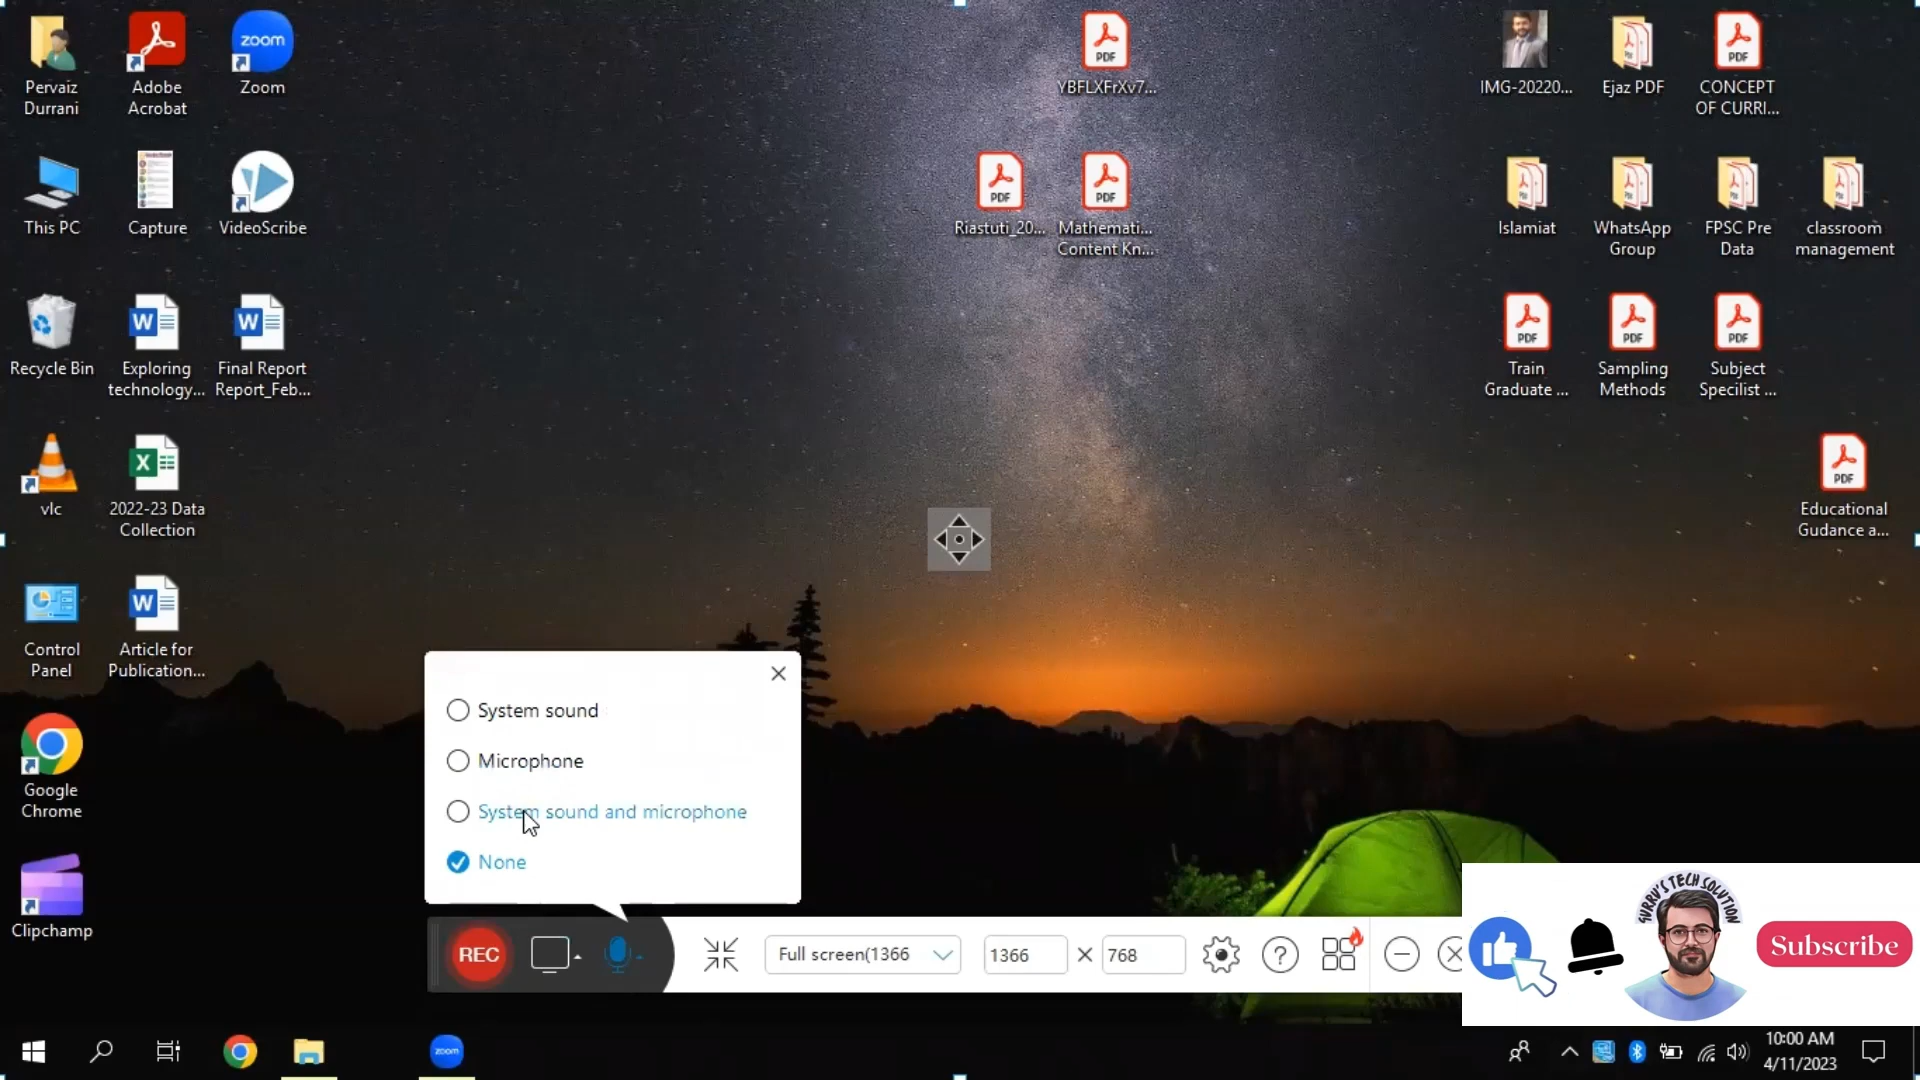 Pervaiz
Durrani
Adobe
Acrobat
zoom
Zoom
PDF
YBFLXFrXv7...
IMG-20220...
Ejaz PDF
PDF
CONCEPT
OF CURRI...
This PC
Capture
VideoScribe
PDF
Riastuti_20...
PDF
Mathemati...
Content Kn...
Islamiat
WhatsApp
Group
FPSC Pre
Data
classroom
management
Recycle Bin
W
Exploring
technology...
W
Final Report
Report_Feb...
PDF
Train
Graduate ...
PDF
Sampling
Methods
PDF
Subject
Specilist ...
vlc
X
2022-23 Data
Collection
PDF
Educational
Gudance a...
Control
Panel
W
Article for
Publication...
Google
Chrome
Clipchamp
System sound
Microphone
System sound and microphone
None
REC
Full screen(1366
1366
768
SURRU'S TECH SOLUTION
Subscribe
zoom
10:00 AM
4/11/2023